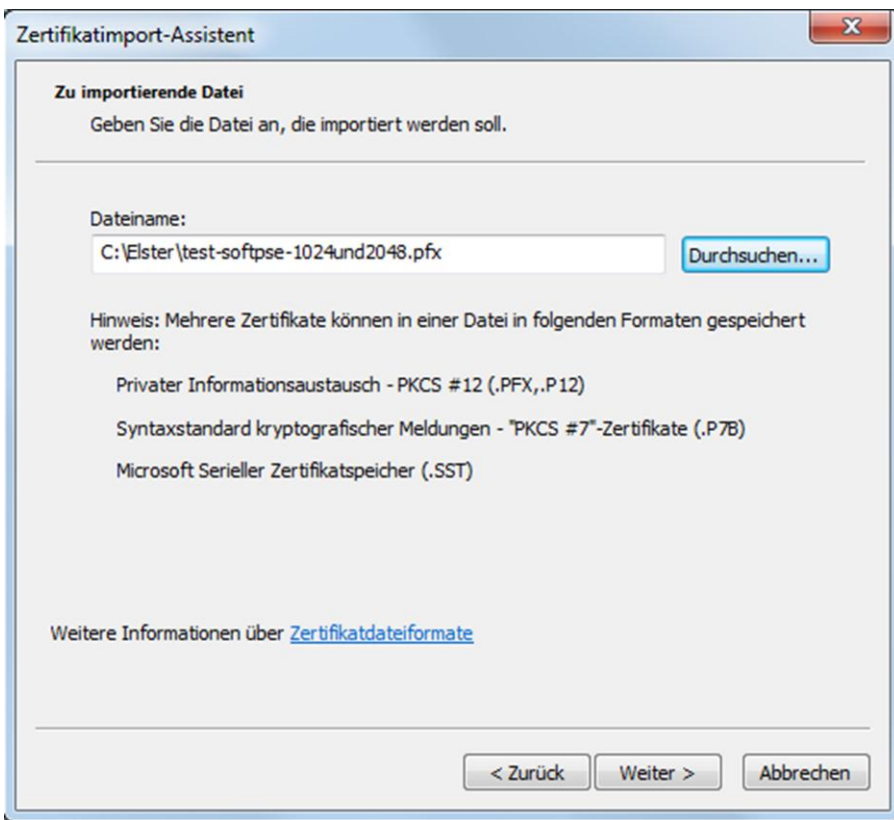 Zertifikatimport-Assistent
Zu importierende Datei
Geben Sie die Datei an, die importiert werden soll.
Dateiname:
C:\Elster\test-softpse-1024und2048.pfx
Durchsuchen...
Hinweis: Mehrere Zertifikate können in einer Datei in folgenden Formaten gespeichert
werden:
Privater Informationsaustausch - PKCS #12 (.PFX,.P12)
Syntaxstandard kryptografischer Meldungen - "PKCS #7"-Zertifikate (.P7B)
Microsoft Serieller Zertifikatspeicher (.SST)
Weitere Informationen über Zertifikatdateiformate
< Zurück
Weiter >
Abbrechen